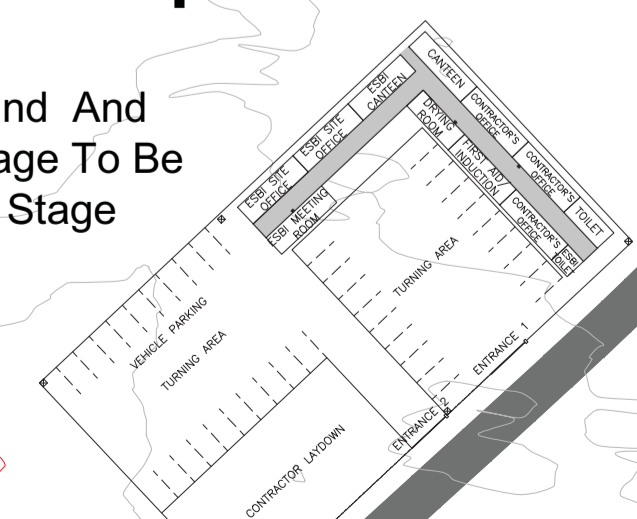 nd And
age To Be
Stage
CANTEEN
ESBI
CANTEEN
CONTRACTOR'S
OFFICE
DRYING
ROOM
ESBI SITE
OFFICE
FIRST AID/
INDUCTION
CONTRACTOR'S
OFFICE
ESBI SITE
OFFICE
TOILET
ESBI MEETING
ROOM
CONTRACTOR'S
OFFICE
ESBI
TOILET
TURNING AREA
VEHICLE PARKING
TURNING AREA
ENTRANCE 1
ENTRANCE 2
CONTRACTOR LAYDOWN